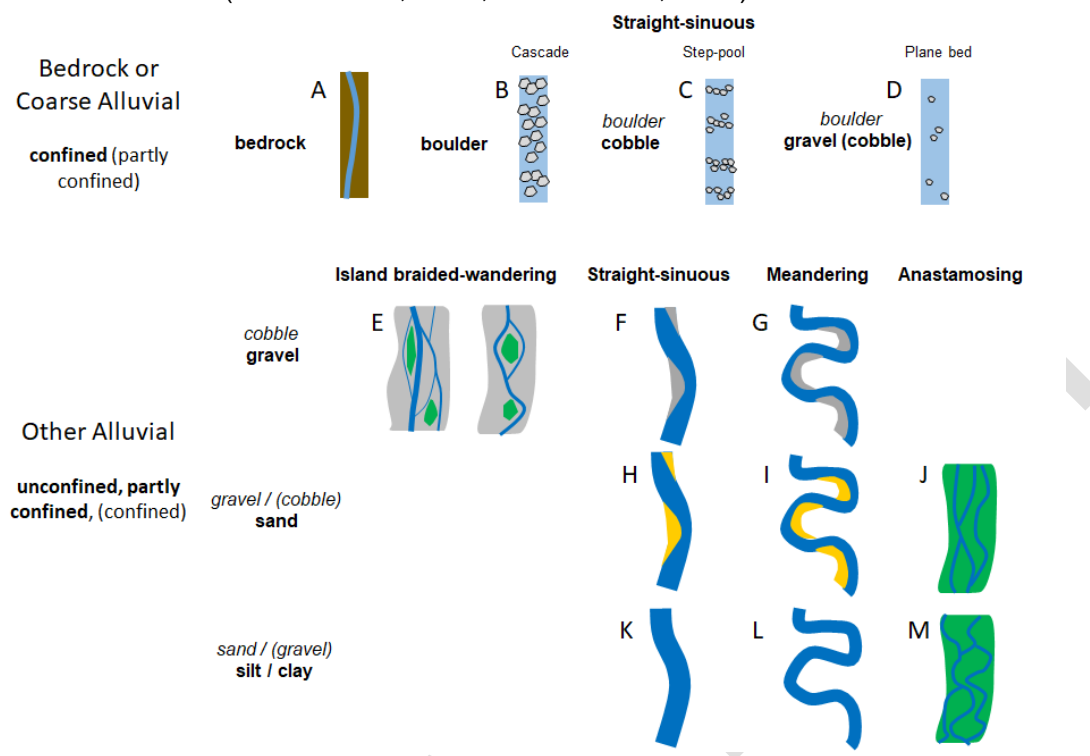 Straight-sinuous
Cascade
Step-pool
Plane bed
Bedrock or
Coarse Alluvial
confined (partly
confined)
A
bedrock
B
boulder
C
boulder
cobble
D
boulder
gravel (cobble)
Island braided-wandering
Straight-sinuous
Meandering
Anastamosing
cobble
gravel
E
F
G
Other Alluvial
unconfined, partly
confined, (confined)
gravel / (cobble)
sand
H
I
J
sand / (gravel)
silt / clay
K
L
M